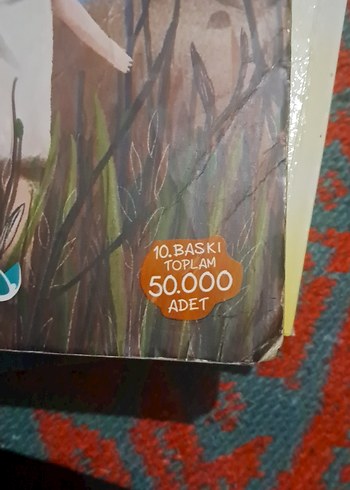 10. BASKI
TOPLAM
50.000
ADET